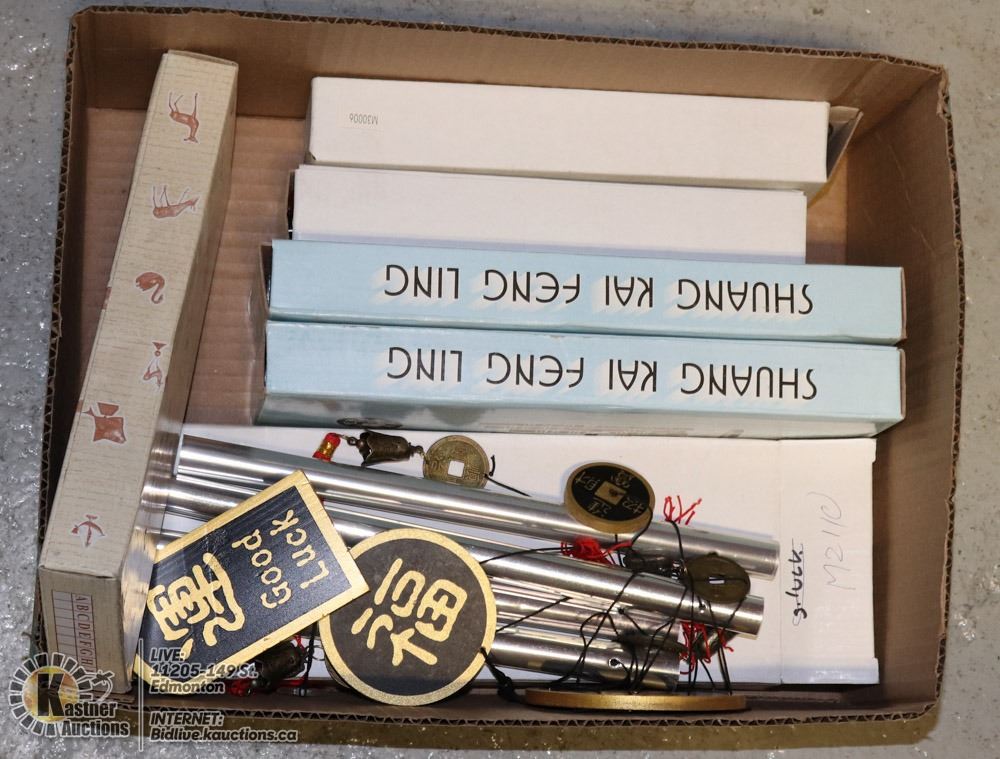 M30006
SHUANG KAI FENG LING
SHUANG KAI FENG LING
運
GOOD
LUCK
福
g-luck
M2110
ABCDEFGH
LIVE:
11205-149 St.
Edmonton
INTERNET:
Bidlive.kauctions.ca
Kastner
Auctions